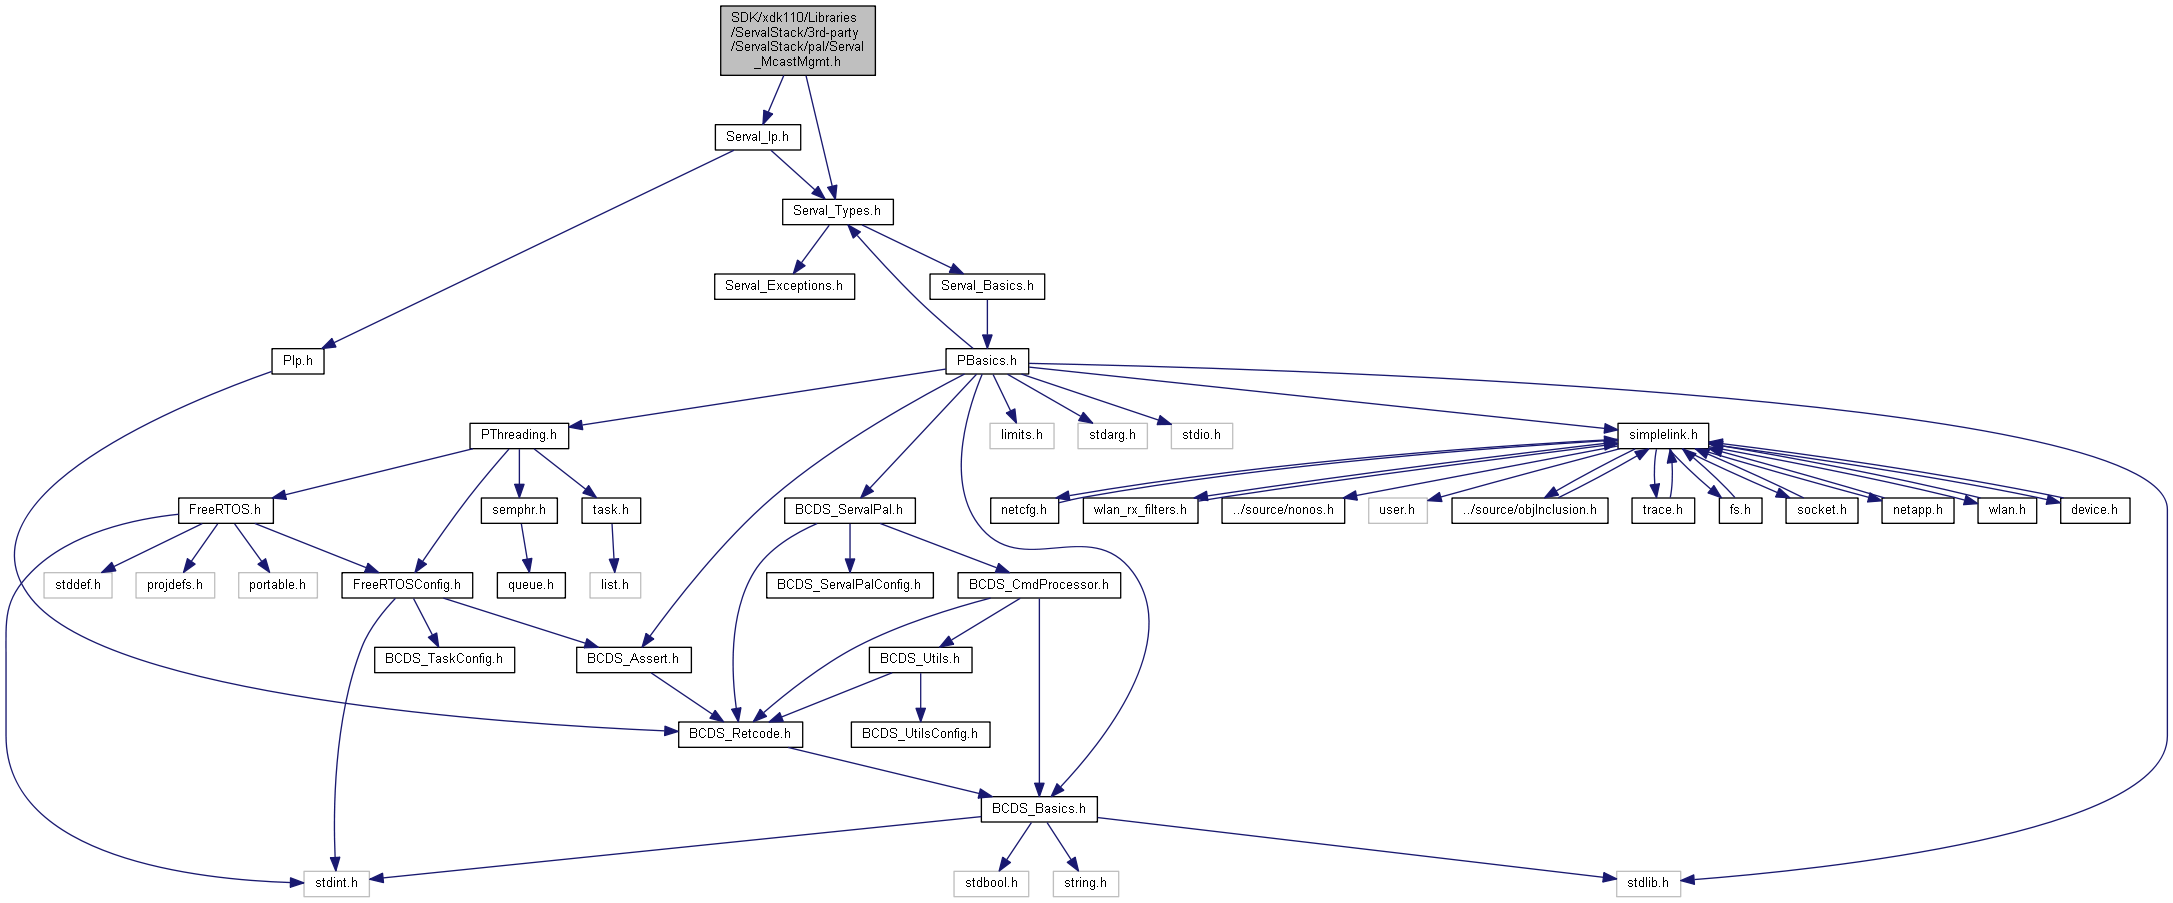 SDK/xdk110/Libraries
/ServalStack/3rd-party
/ServalStack/pal/Serval
_McastMgmt.h
Serval_Ip.h
Serval_Types.h
Serval_Exceptions.h
Serval_Basics.h
PIp.h
PBasics.h
PThreading.h
limits.h
stdarg.h
stdio.h
simplelink.h
FreeRTOS.h
semphr.h
task.h
BCDS_ServalPal.h
netcfg.h
wlan_rx_filters.h
../source/nonos.h
user.h
../source/objInclusion.h
trace.h
fs.h
socket.h
netapp.h
wlan.h
device.h
stddef.h
projdefs.h
portable.h
FreeRTOSConfig.h
queue.h
list.h
BCDS_ServalPalConfig.h
BCDS_CmdProcessor.h
BCDS_TaskConfig.h
BCDS_Assert.h
BCDS_Utils.h
BCDS_Retcode.h
BCDS_UtilsConfig.h
BCDS_Basics.h
stdint.h
stdbool.h
string.h
stdlib.h